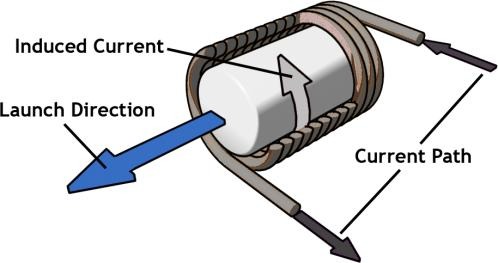 Induced Current
Launch Direction
Current Path